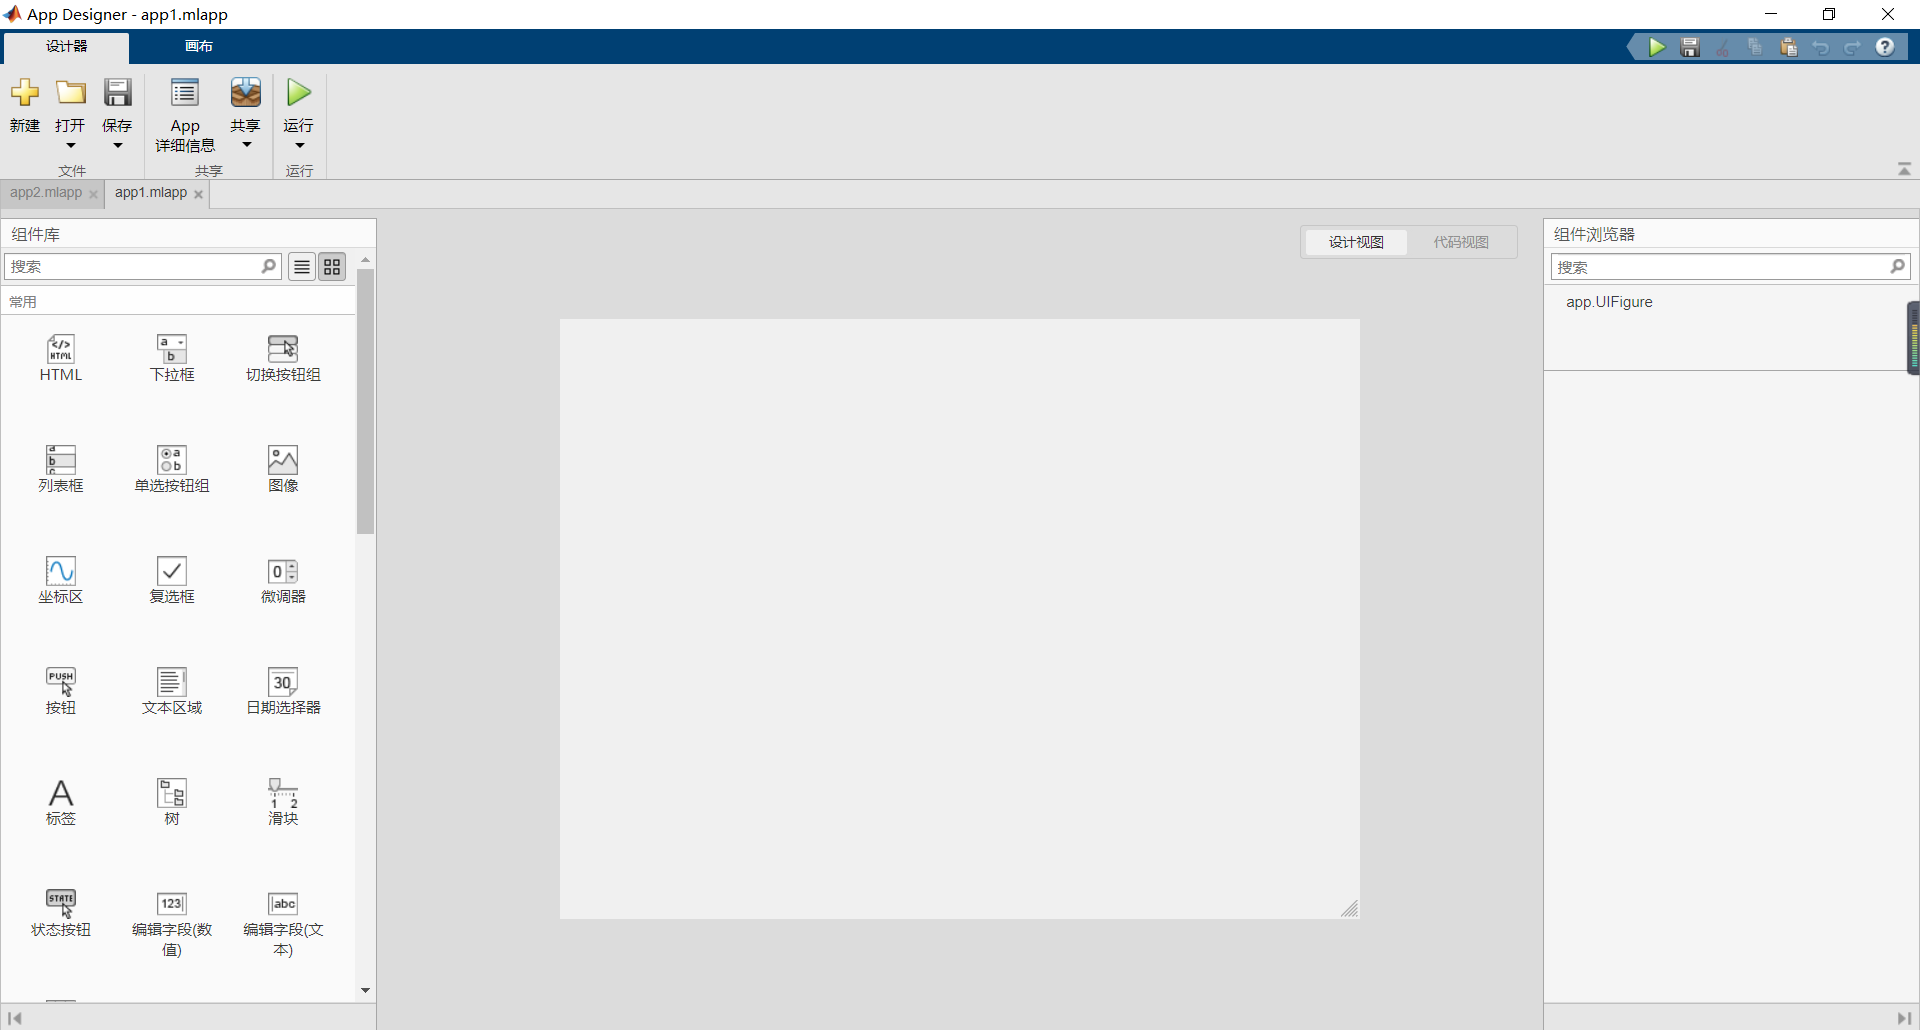 App Designer - app1.mlapp
设计器
画布
新建
打开
保存
App
详细信息
共享
运行
文件
共享
运行
app2.mlapp
app1.mlapp
组件库
搜索
常用
HTML
下拉框
切换按钮组
列表框
单选按钮组
图像
坐标区
复选框
微调器
按钮
文本区域
日期选择器
标签
树
滑块
状态按钮
编辑字段(数
值)
编辑字段(文
本)
设计视图
代码视图
组件浏览器
搜索
app.UIFigure